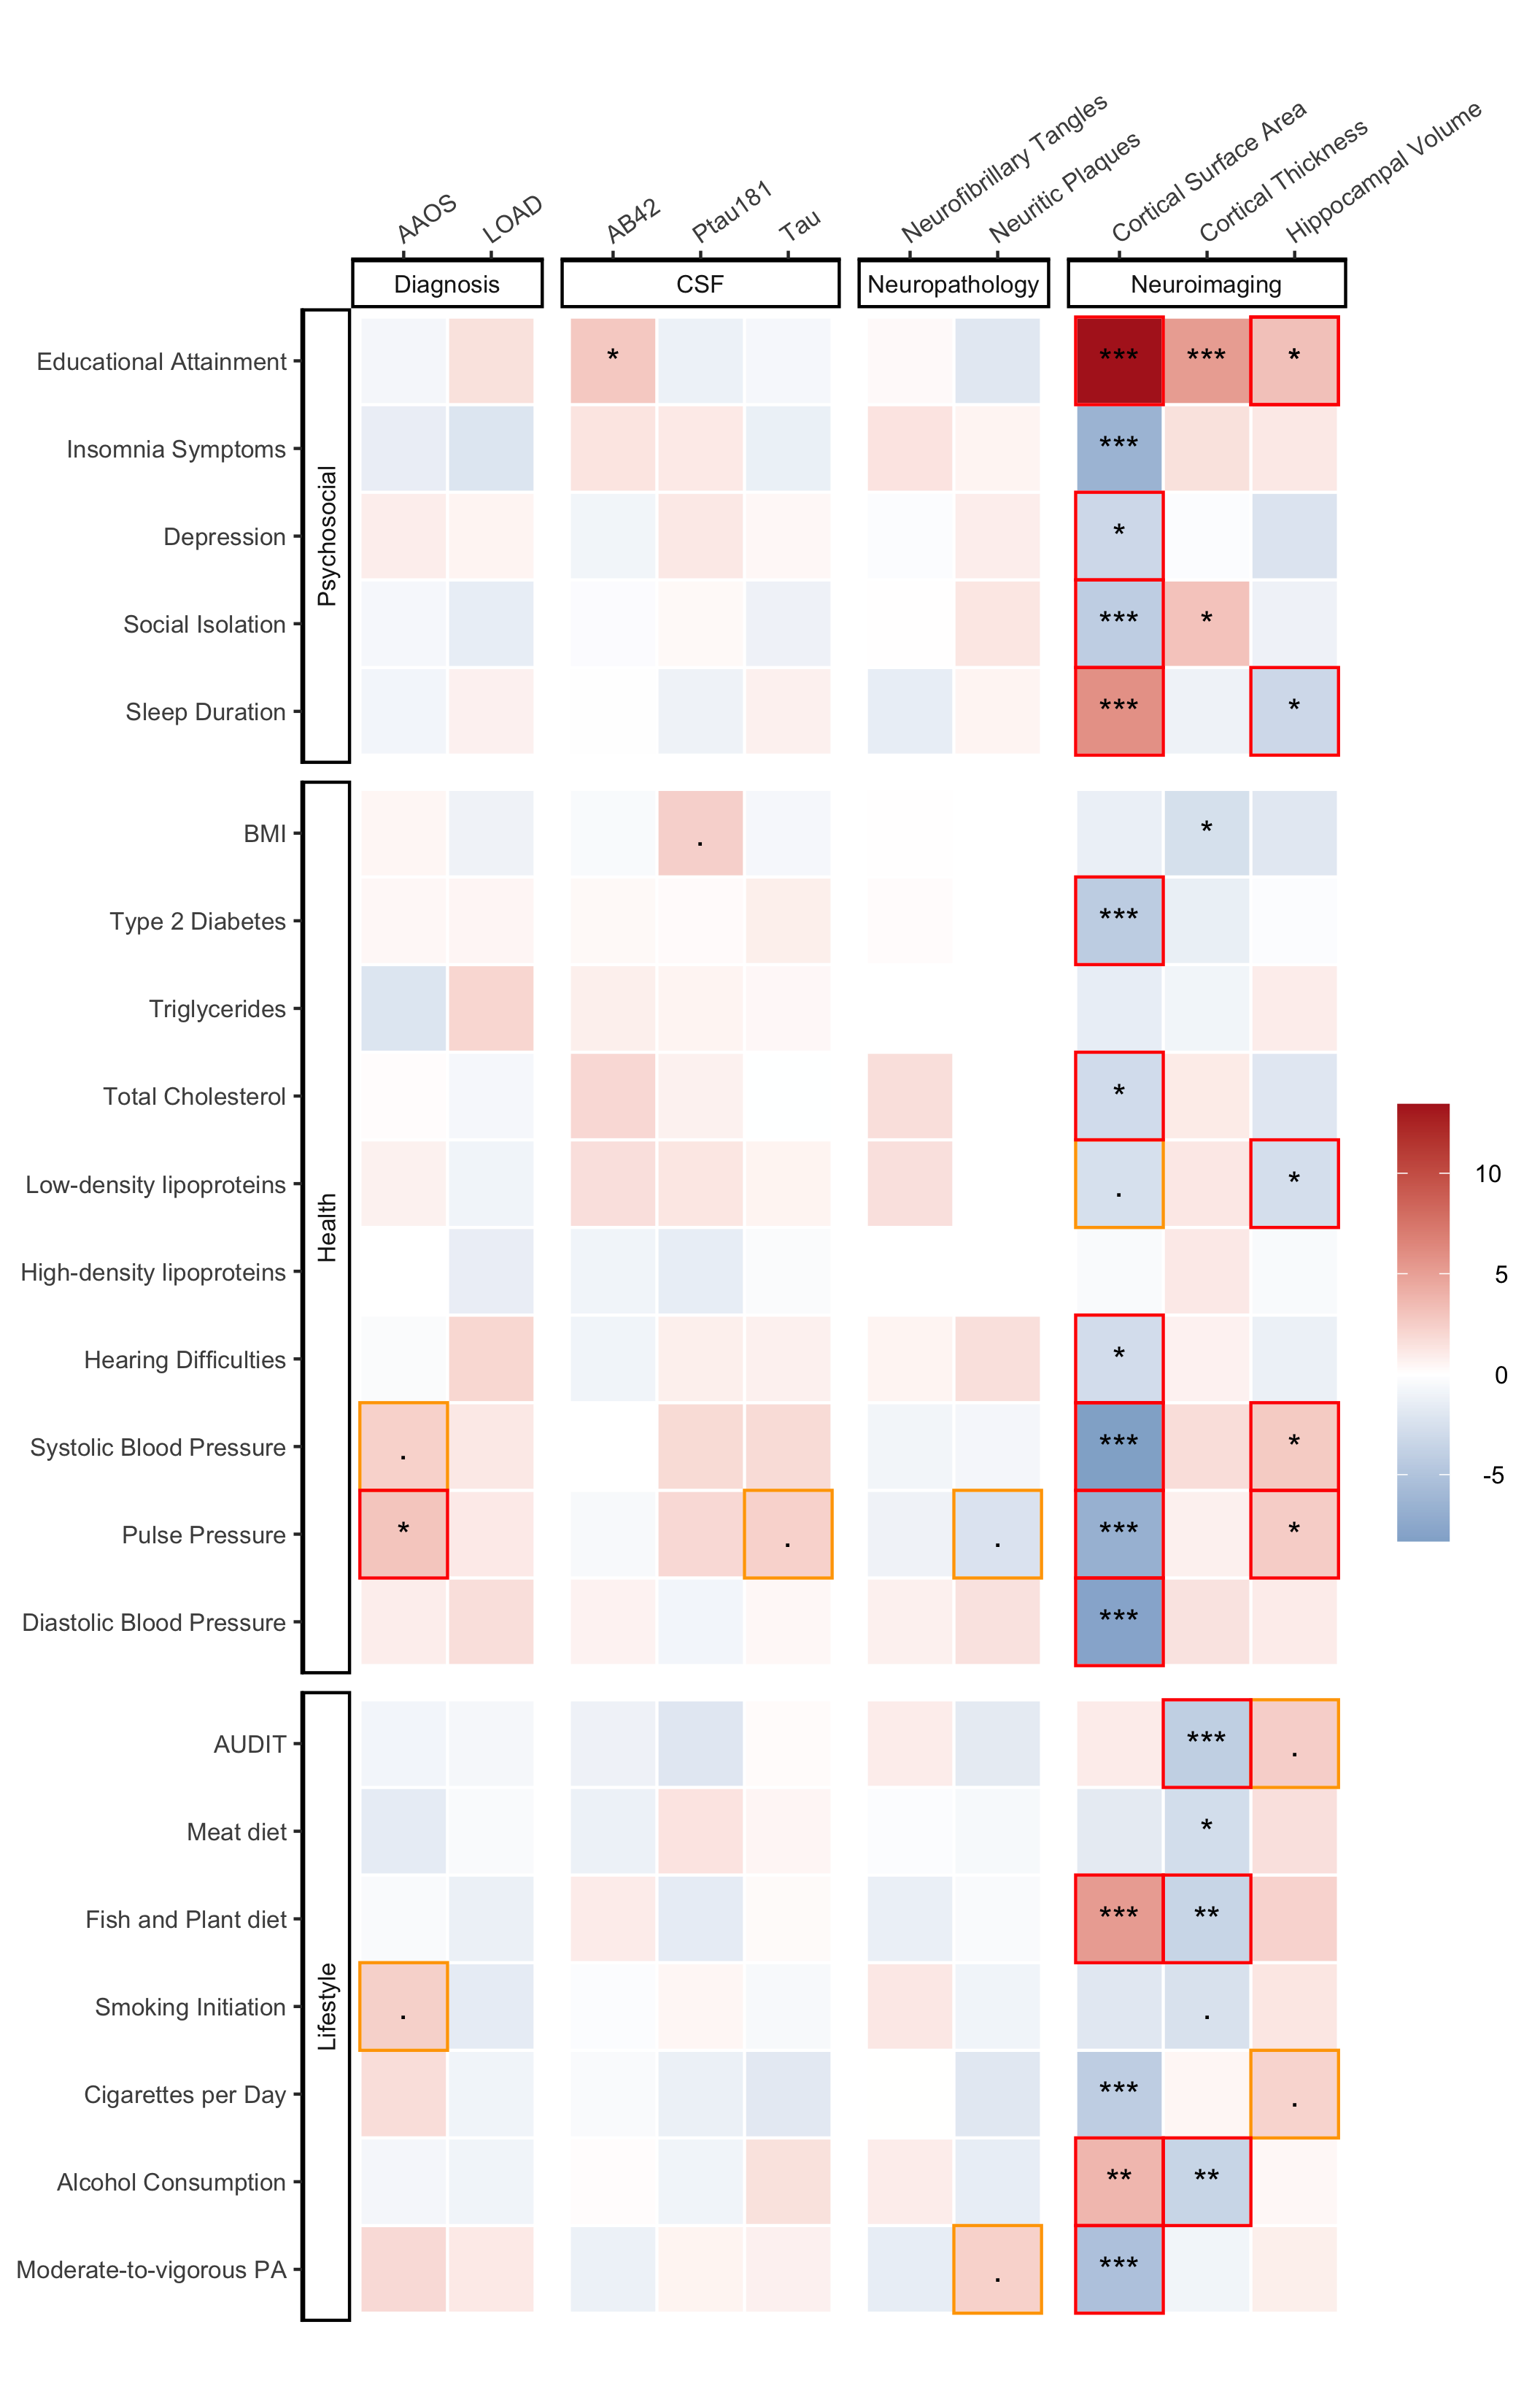 AAOS
LOAD
AB42
Ptau181
Tau
Neurofibrillary Tangles
Neuritic Plaques
Cortical Surface Area
Cortical Thickness
Hippocampal Volume
Diagnosis
CSF
Neuropathology
Neuroimaging
Psychosocial
Educational Attainment
* *** *** *
Insomnia Symptoms
***
Depression
*
Social Isolation
*** *
Sleep Duration
*** *
Health
BMI
. *
Type 2 Diabetes
***
Triglycerides
Total Cholesterol
*
Low-density lipoproteins
. *
High-density lipoproteins
Hearing Difficulties
*
Systolic Blood Pressure
. *** *
Pulse Pressure
* . . *** *
Diastolic Blood Pressure
***
Lifestyle
AUDIT
*** .
Meat diet
*
Fish and Plant diet
*** **
Smoking Initiation
. .
Cigarettes per Day
*** .
Alcohol Consumption
** **
Moderate-to-vigorous PA
. ***
10
5
0
-5